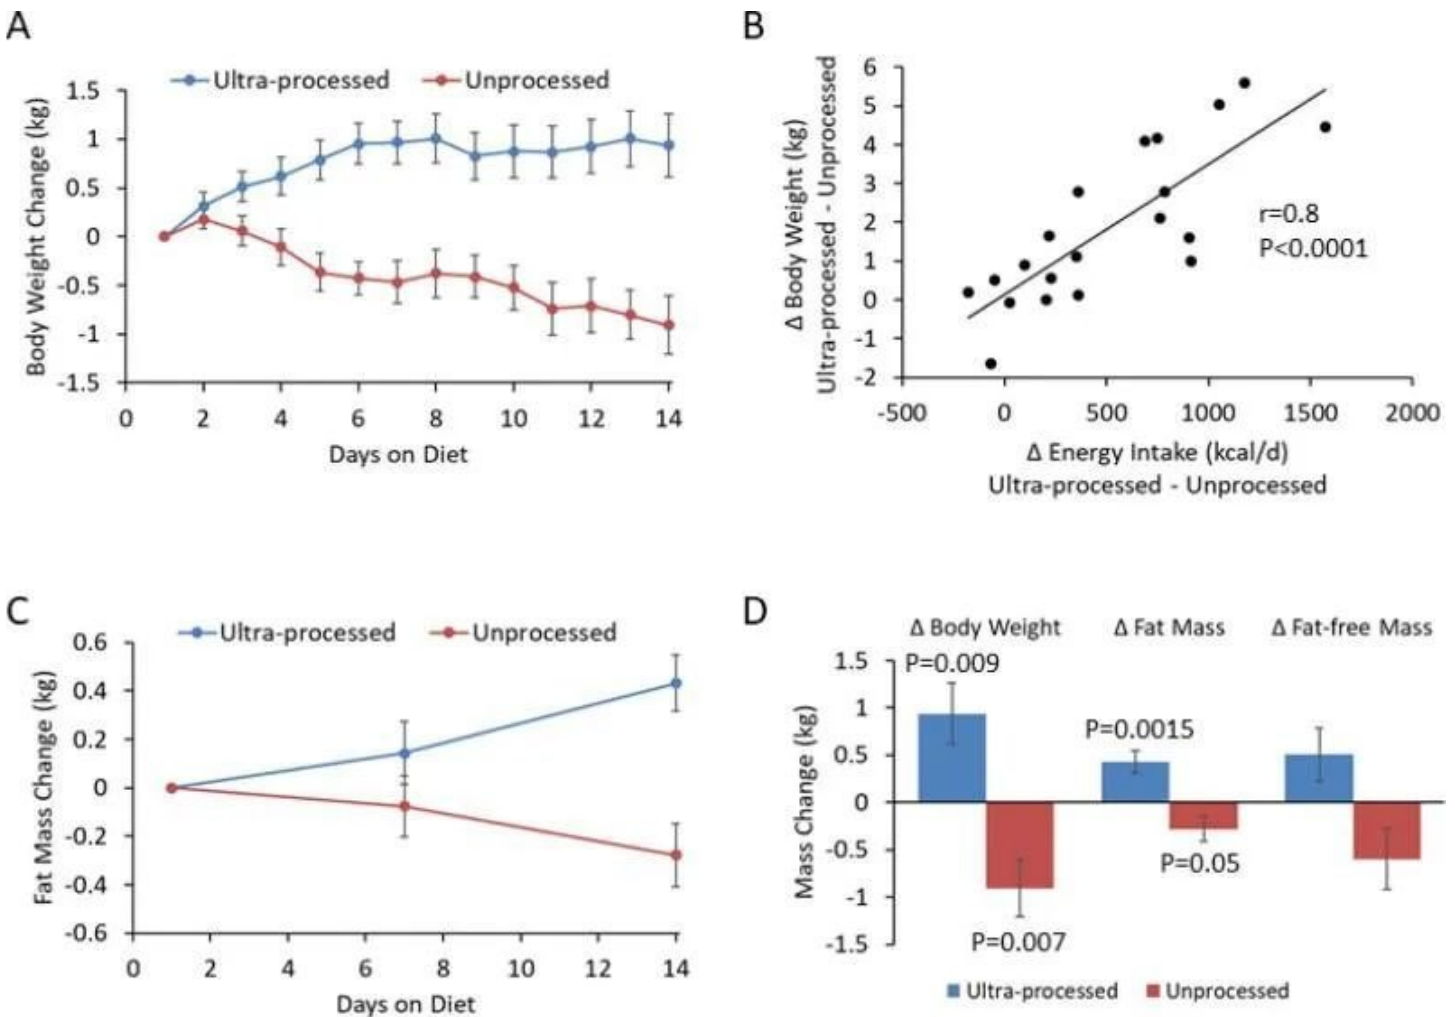 A
Ultra-processed Unprocessed
Body Weight Change (kg)
1.5
1
0.5
0
-0.5
-1
-1.5
0 2 4 6 8 10 12 14
Days on Diet
B
Δ Body Weight (kg)
Ultra-processed - Unprocessed
6
5
4
3
2
1
0
-1
-2
r=0.8
P<0.0001
-500 0 500 1000 1500 2000
Δ Energy Intake (kcal/d)
Ultra-processed - Unprocessed
C
Ultra-processed Unprocessed
Fat Mass Change (kg)
0.6
0.4
0.2
0
-0.2
-0.4
-0.6
0 2 4 6 8 10 12 14
Days on Diet
D
Δ Body Weight Δ Fat Mass Δ Fat-free Mass
Mass Change (kg)
1.5
1
0.5
0
-0.5
-1
-1.5
P=0.009
P=0.0015
P=0.05
P=0.007
Ultra-processed Unprocessed